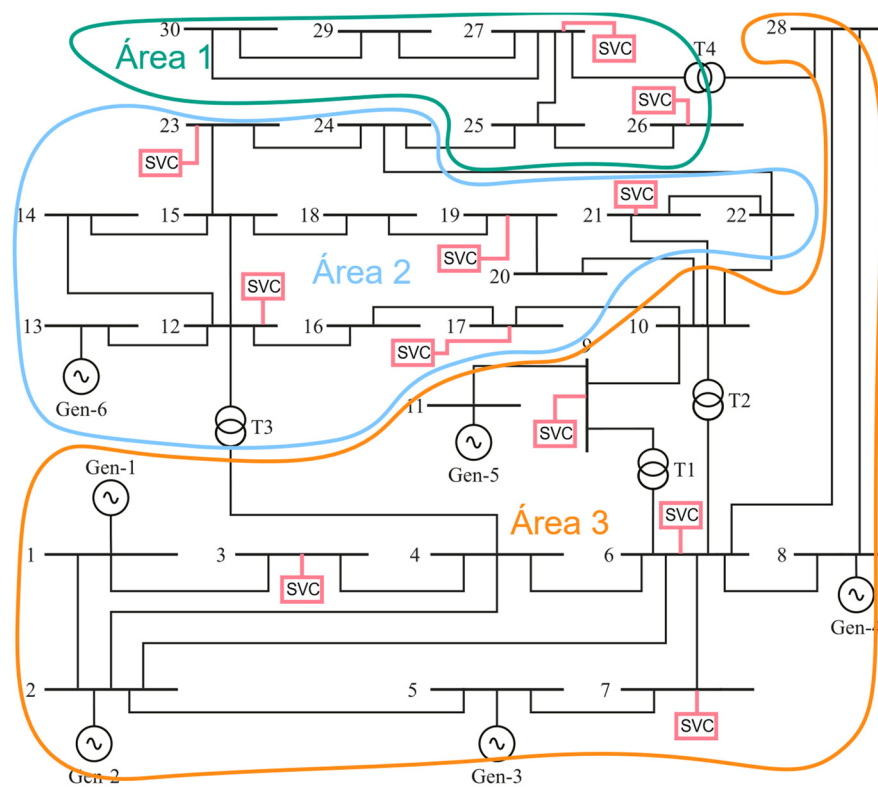 30
29
27
SVC
28
Área 1
T4
SVC
23
24
25
26
SVC
SVC
14
15
18
19
21
22
SVC
20
Área 2
SVC
13
12
16
17
10
SVC
9
Gen-6
T3
11
T2
SVC
Gen-1
Gen-5
T1
SVC
Área 3
1
3
4
6
8
SVC
Gen-4
2
5
7
SVC
Gen-2
Gen-3